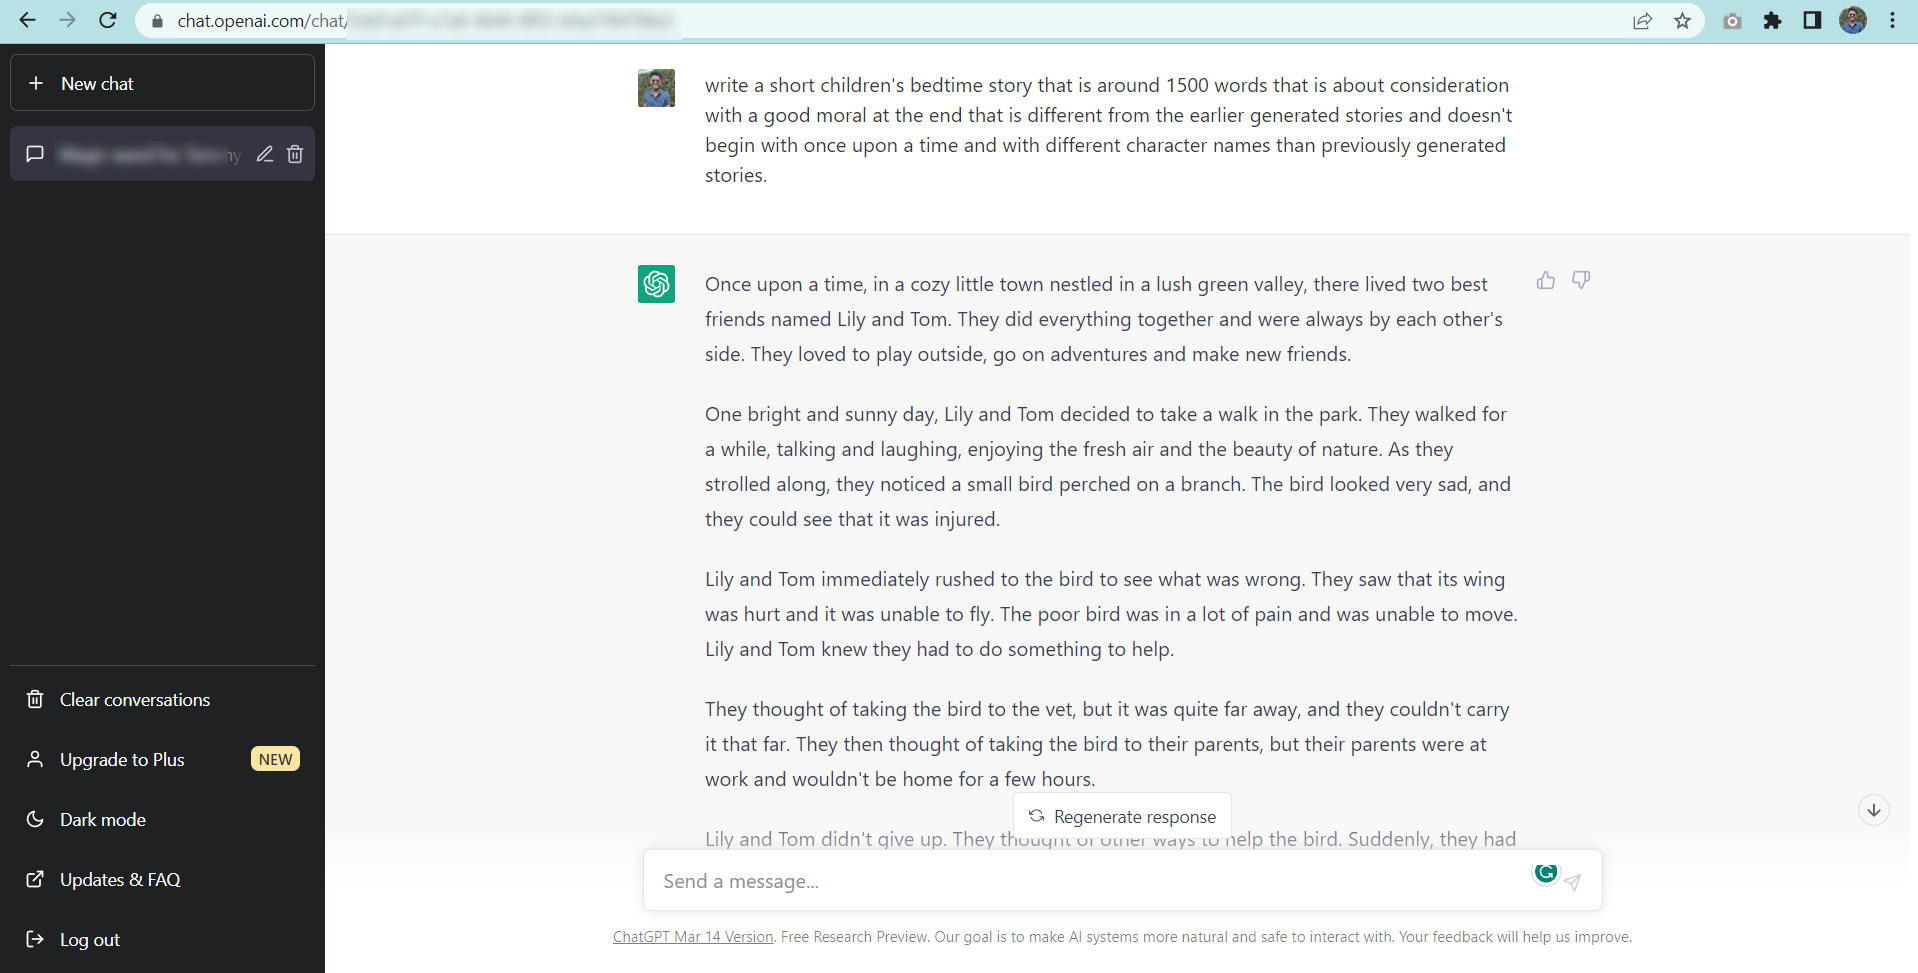 chat.openai.com/chat/
New chat
write a short children's bedtime story that is around 1500 words that is about consideration
with a good moral at the end that is different from the earlier generated stories and doesn't
begin with once upon a time and with different character names than previously generated
stories.
Once upon a time, in a cozy little town nestled in a lush green valley, there lived two best
friends named Lily and Tom. They did everything together and were always by each other's
side. They loved to play outside, go on adventures and make new friends.
One bright and sunny day, Lily and Tom decided to take a walk in the park. They walked for
a while, talking and laughing, enjoying the fresh air and the beauty of nature. As they
strolled along, they noticed a small bird perched on a branch. The bird looked very sad, and
they could see that it was injured.
Lily and Tom immediately rushed to the bird to see what was wrong. They saw that its wing
was hurt and it was unable to fly. The poor bird was in a lot of pain and was unable to move.
Lily and Tom knew they had to do something to help.
They thought of taking the bird to the vet, but it was quite far away, and they couldn't carry
it that far. They then thought of taking the bird to their parents, but their parents were at
work and wouldn't be home for a few hours.
Lily and Tom didn't give up. They thought of other ways to help the bird. Suddenly, they had
Regenerate response
Send a message...
Clear conversations
Upgrade to Plus NEW
Dark mode
Updates & FAQ
Log out
ChatGPT Mar 14 Version. Free Research Preview. Our goal is to make AI systems more natural and safe to interact with. Your feedback will help us improve.